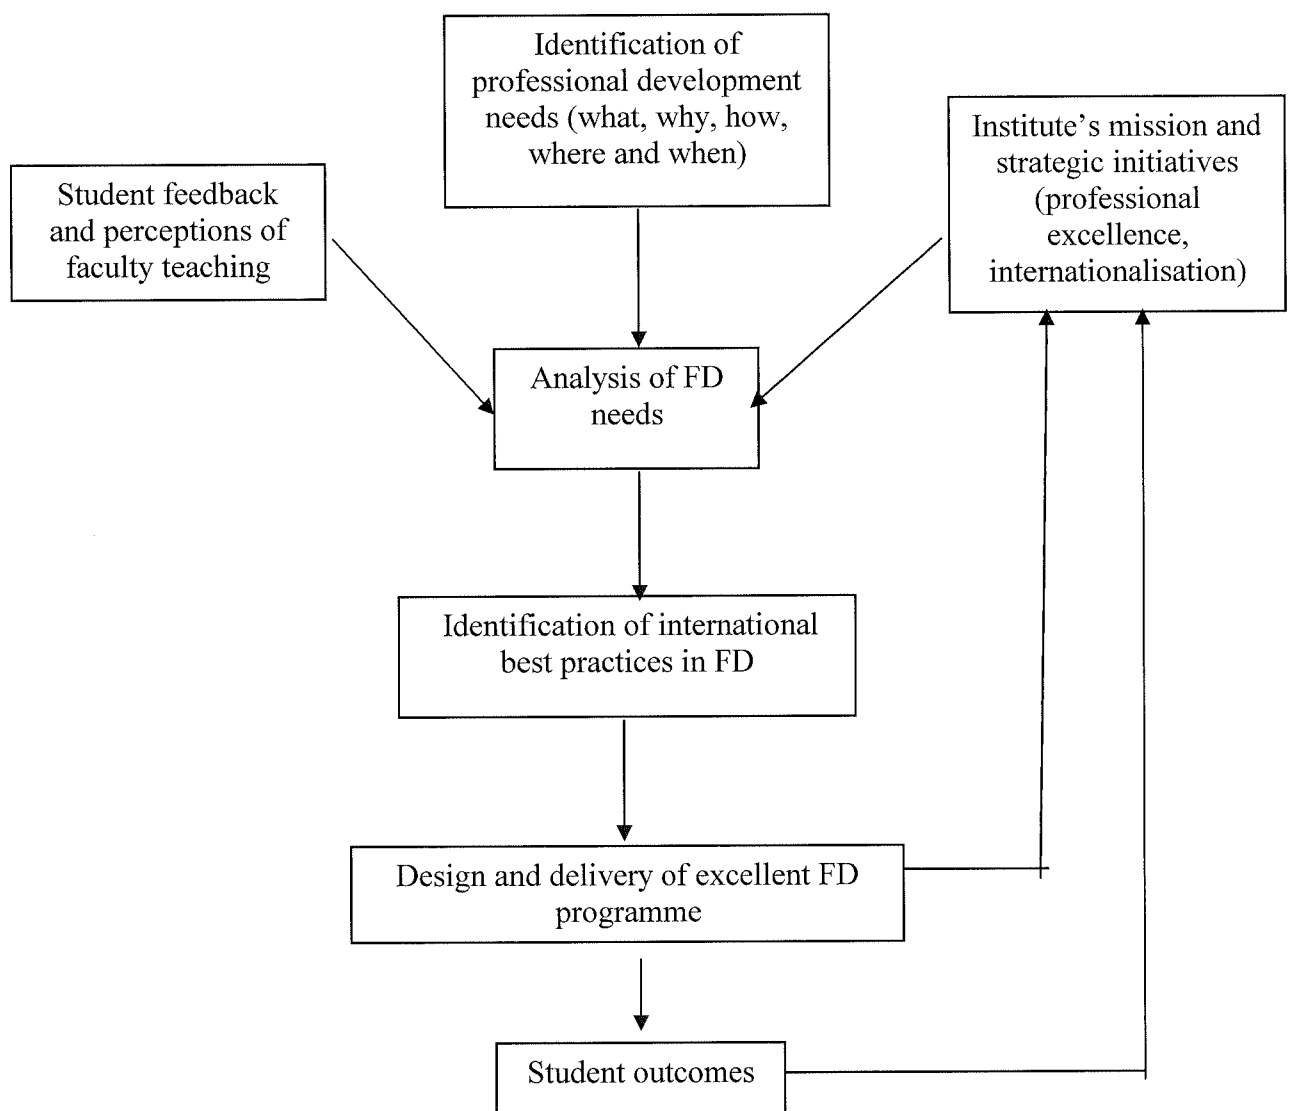 Identification of
professional development
needs (what, why, how,
where and when)
Institute’s mission and
strategic initiatives
(professional
excellence,
internationalisation)
Student feedback
and perceptions of
faculty teaching
Analysis of FD
needs
Identification of international
best practices in FD
Design and delivery of excellent FD
programme
Student outcomes